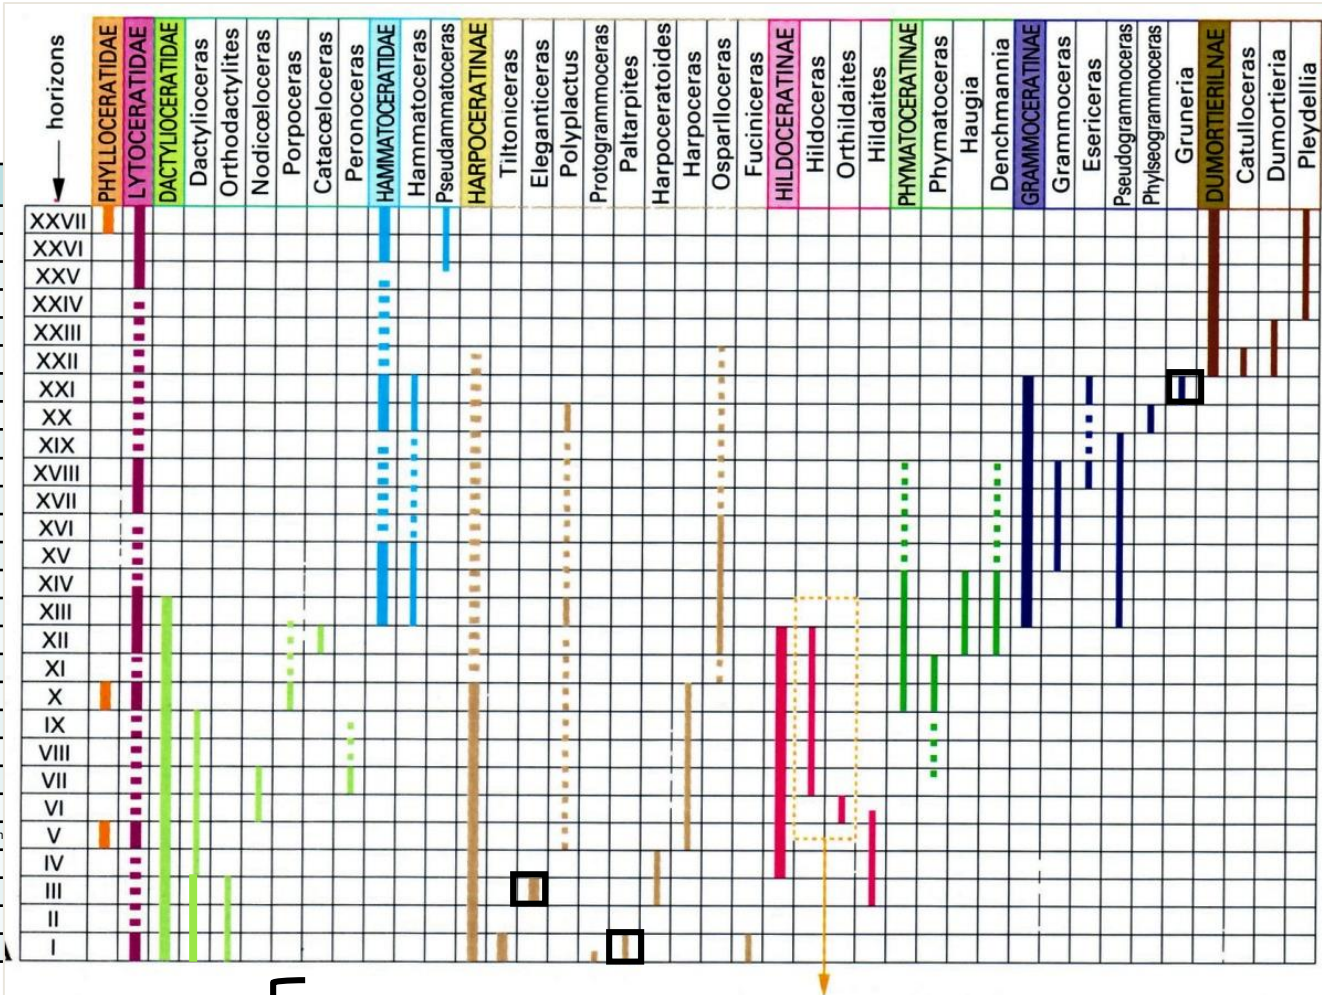 horizons
PHYLLOCERATIDAE
LYTOCERATIDAE
DACTYLIOCERATIDAE
Dactylioceras
Orthodactylites
Nodicœloceras
Porpoceras
Catacœloceras
Peronoceras
HAMMATOCERATIDAE
Hammatoceras
Pseudammatoceras
HARPOCERATINAE
Tiltoniceras
Eleganticeras
Polyplactus
Protogrammoceras
Paltarpites
Harpoceratoides
Harpoceras
Osparlioceras
Fuciniceras
HILDOCERATINAE
Hildoceras
Orthildaites
Hildaites
PHYMATOCERATINAE
Phymatoceras
Haugia
Denchmannia
GRAMMOCERATINAE
Grammoceras
Esericeras
Pseudogrammoceras
Phylseogrammoceras
Gruneria
DUMORTIERILNAE
Catulloceras
Dumortiera
Pleydellia
XXVII
XXVI
XXV
XXIV
XXIII
XXII
XXI
XX
XIX
XVIII
XVII
XVI
XV
XIV
XIII
XII
XI
X
IX
VIII
VII
VI
V
IV
III
II
I